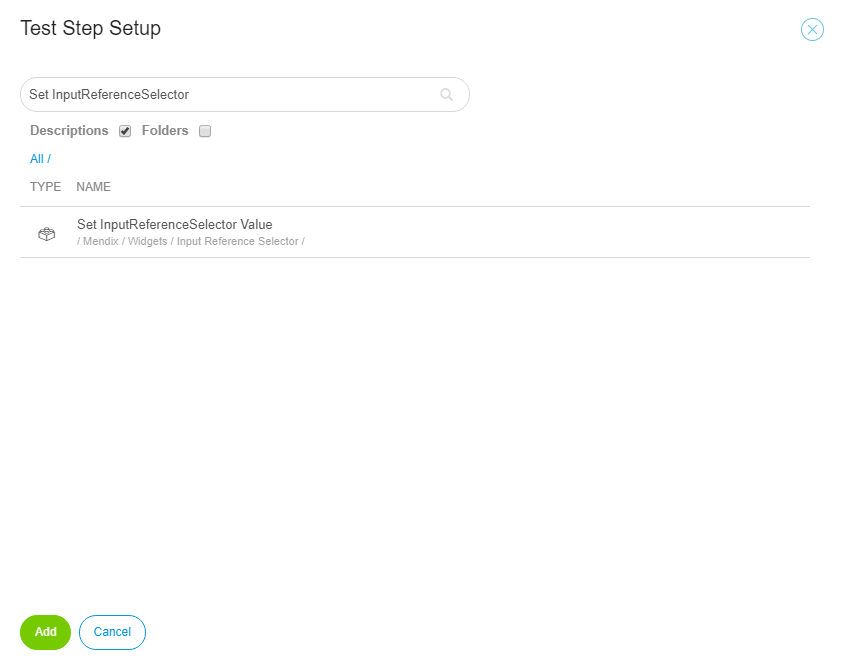 Test Step Setup
Set InputReferenceSelector
Descriptions Folders
All /
TYPE NAME
Set InputReferenceSelector Value
/ Mendix / Widgets / Input Reference Selector /
Add Cancel